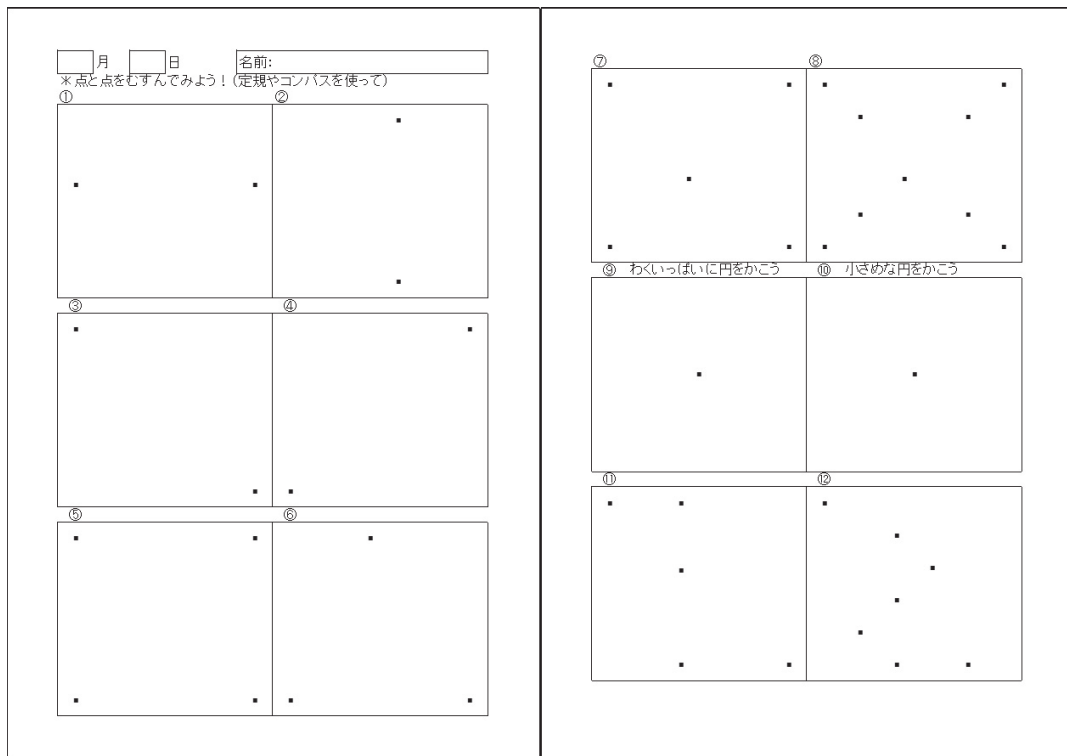 月 日 名前:
＊点と点をむすんでみよう！(定規やコンパスを使って)
① ②
③ ④
⑤ ⑥
⑦ ⑧
⑨ わくいっぱいに円をかこう ⑩ 小さめな円をかこう
⑪ ⑫